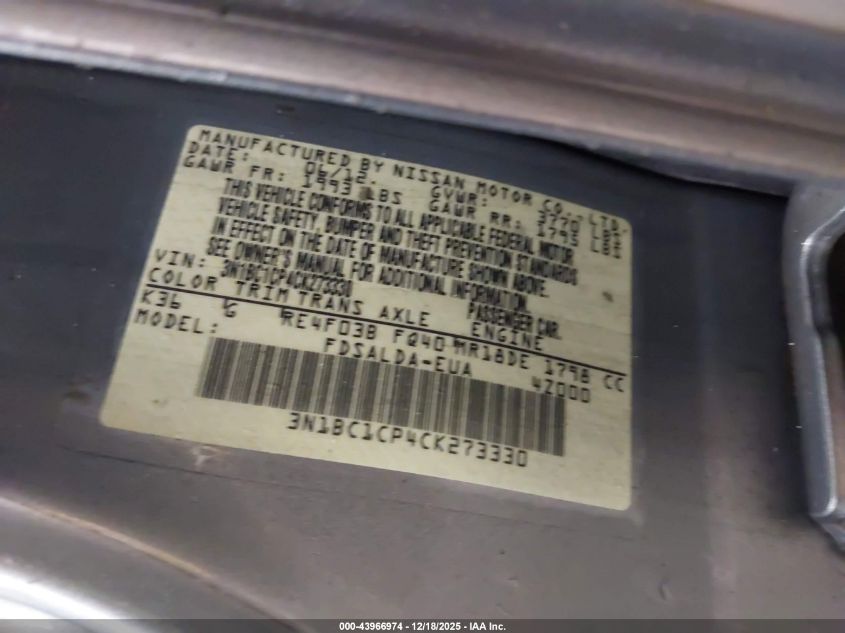 MANUFACTURED BY NISSAN MOTOR CO., LTD.
DATE: 06/12. GVWR: 3720 LBS
GAWR FR: 1993 LBS GAWR RR: 1795 LBS
THIS VEHICLE CONFORMS TO ALL APPLICABLE FEDERAL MOTOR
VEHICLE SAFETY, BUMPER AND THEFT PREVENTION STANDARDS
IN EFFECT ON THE DATE OF MANUFACTURE SHOWN ABOVE.
SEE OWNER'S MANUAL FOR ADDITIONAL INFORMATION.
VIN: 3N1BC1CP4CK273330 PASSENGER CAR.
COLOR TRIM TRANS AXLE ENGINE
K36 G RE4F03B FQ40 MR18DE 1798 CC
MODEL: FDSALDA-EUA 4Z000
3N1BC1CP4CK273330
000-43966974 / 12/18/2025 - IAA Inc.